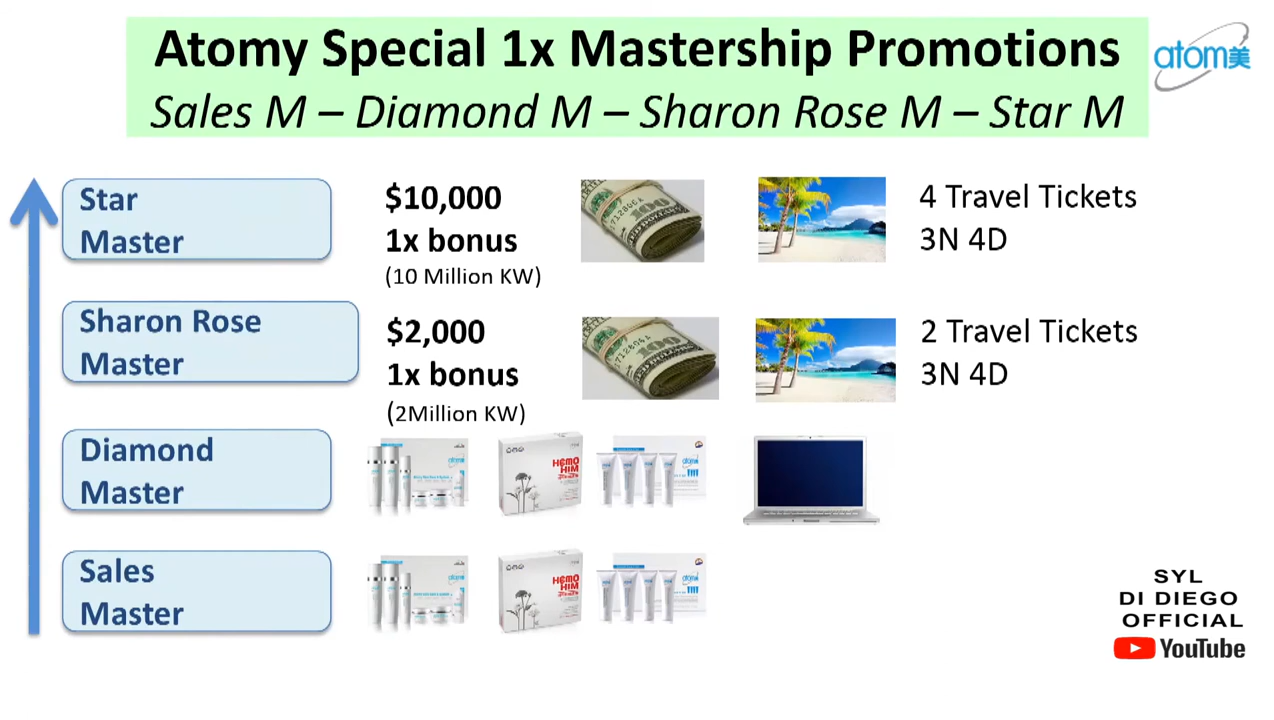 Atomy Special 1x Mastership Promotions
Sales M – Diamond M – Sharon Rose M – Star M
atom美
Star
Master
$10,000
1x bonus
(10 Million KW)
4 Travel Tickets
3N 4D
Sharon Rose
Master
$2,000
1x bonus
(2Million KW)
2 Travel Tickets
3N 4D
Diamond
Master
HEMO
HIM
Sales
Master
HEMO
HIM
SYL
DI DIEGO
OFFICIAL
YouTube